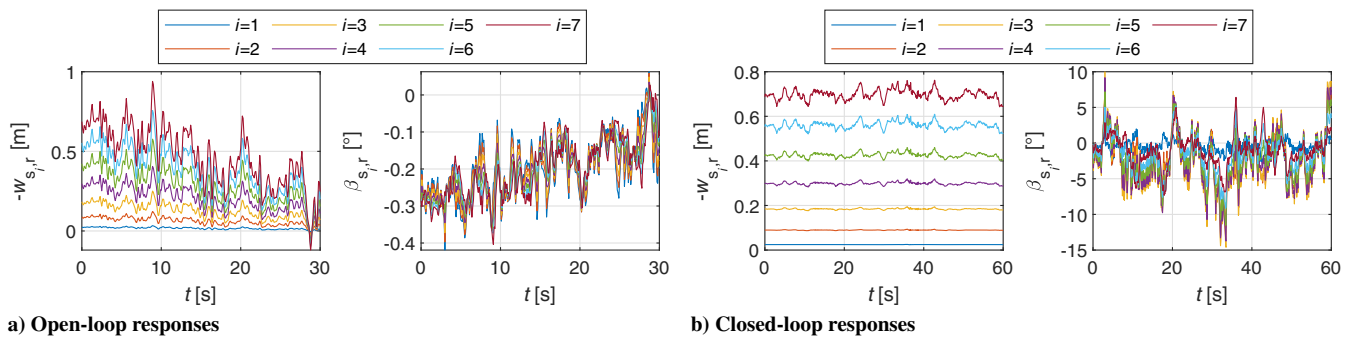 i=1 i=3 i=5 i=7
i=2 i=4 i=6
i=1 i=3 i=5 i=7
i=2 i=4 i=6
-w_{s_i,r} [m]
1
0.5
0
0 10 20 30
t [s]
β_{s_i,r} [°]
0
-0.1
-0.2
-0.3
-0.4
0 10 20 30
t [s]
-w_{s_i,r} [m]
0.8
0.6
0.4
0.2
0
0 20 40 60
t [s]
β_{s_i,r} [°]
10
5
0
-5
-10
-15
0 20 40 60
t [s]
a) Open-loop responses
b) Closed-loop responses